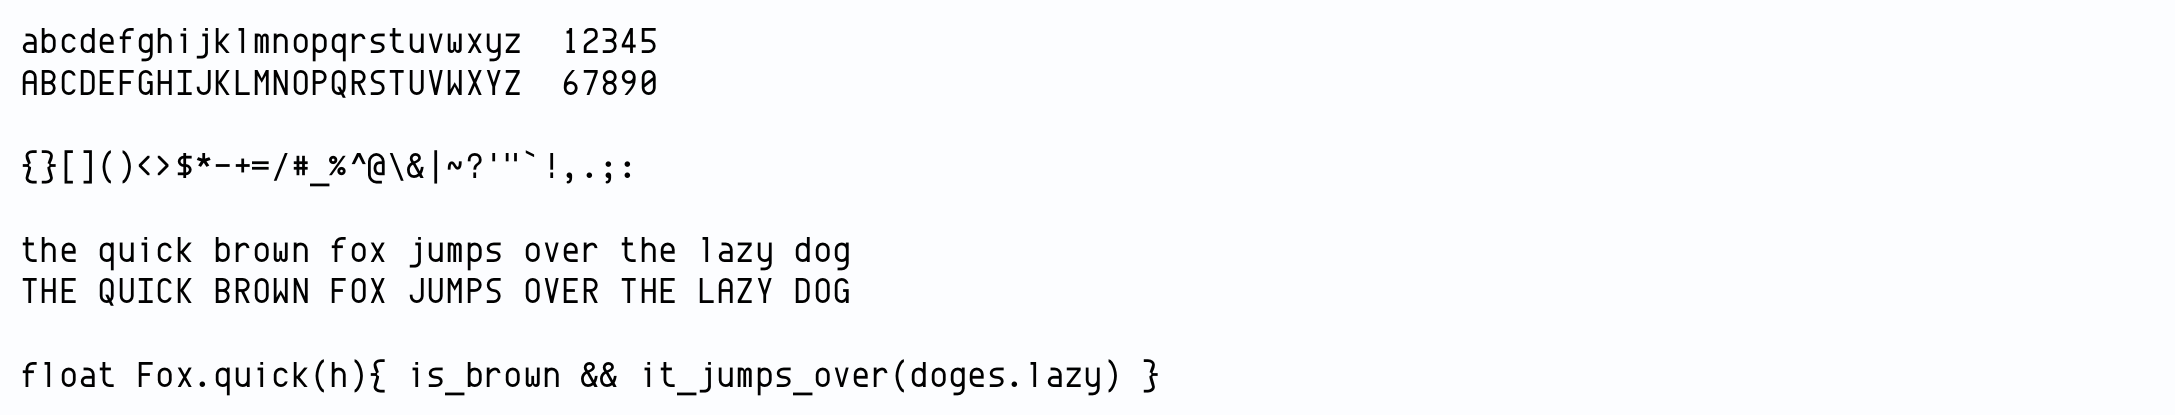 abcdefghijklmnopqrstuvwxyz  12345
ABCDEFGHIJKLMNOPQRSTUVWXYZ  67890
{}[]()<>$*-+=/#_%^@\&|~?'"`!,.;:
the quick brown fox jumps over the lazy dog
THE QUICK BROWN FOX JUMPS OVER THE LAZY DOG
float Fox.quick(h){ is_brown && it_jumps_over(doges.lazy) }